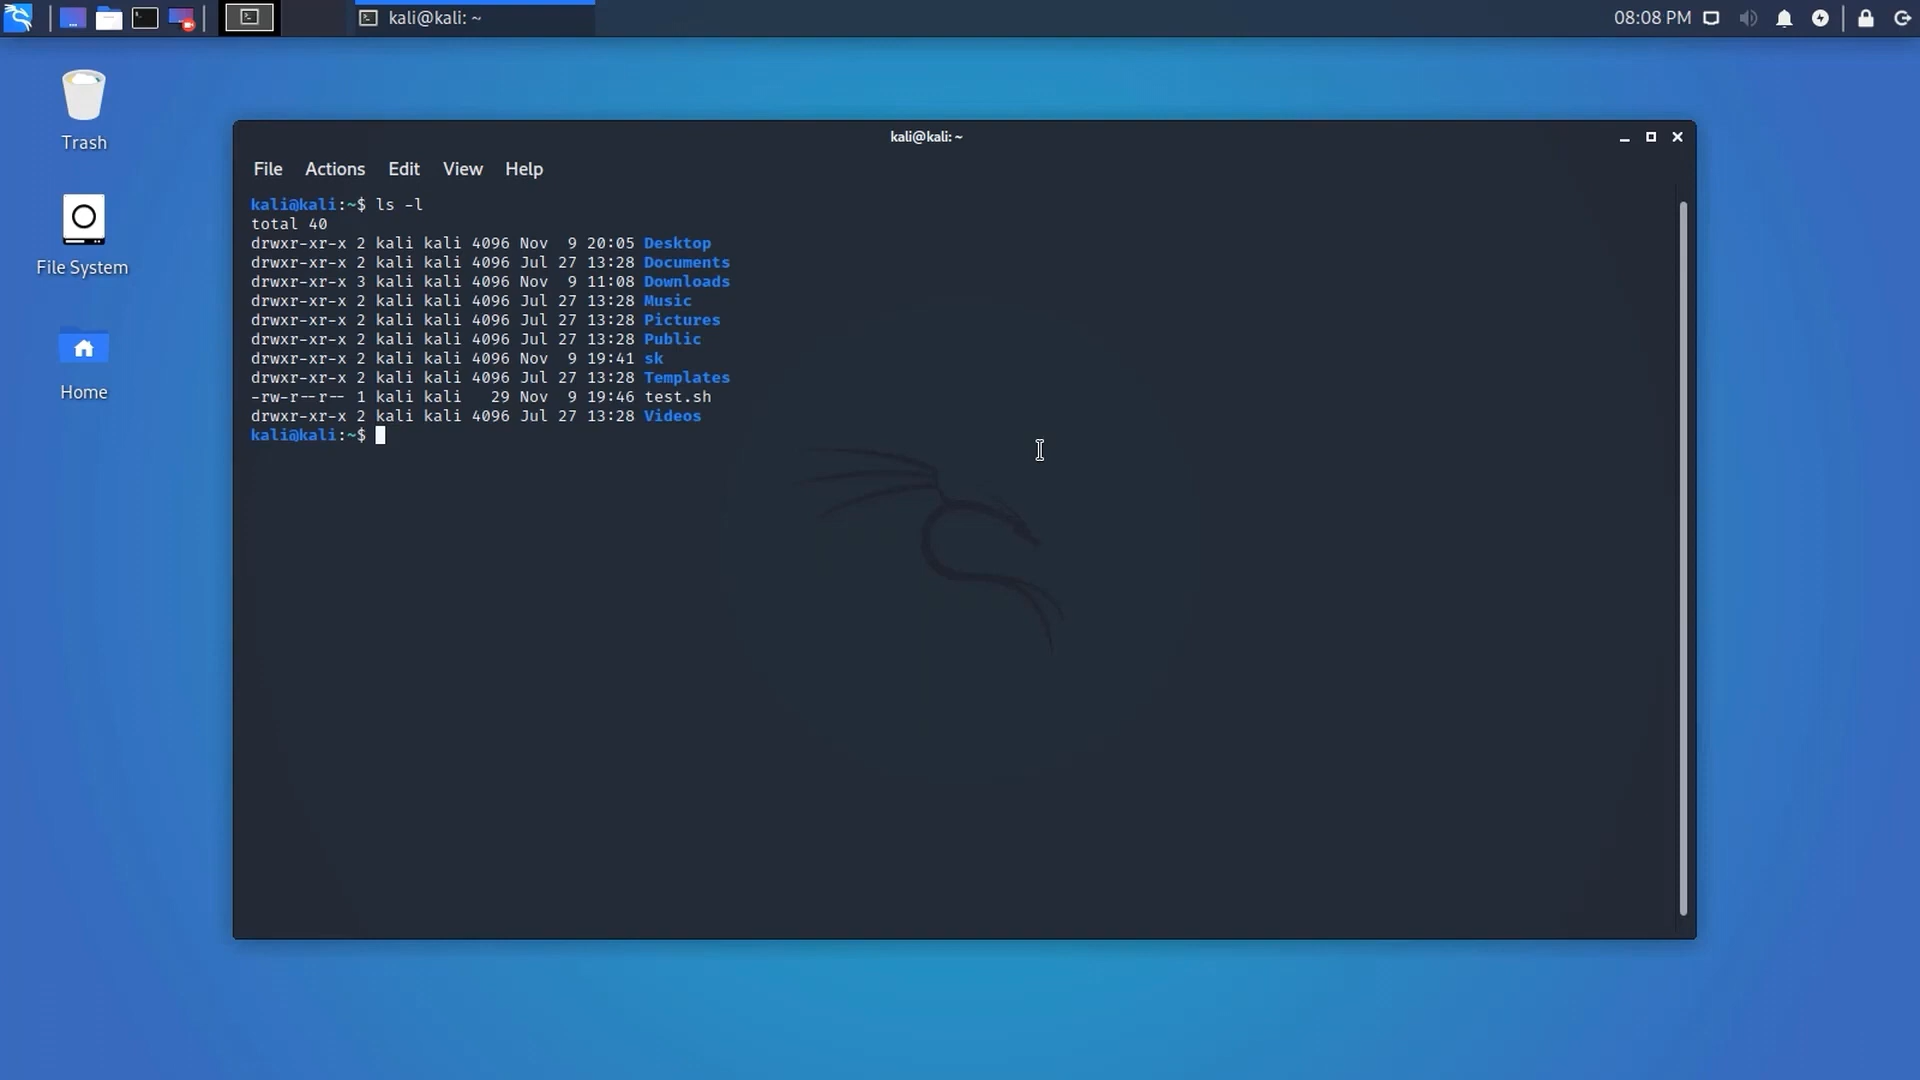 kali@kali: ~
08:08 PM
Trash
File System
Home
kali@kali: ~
File Actions Edit View Help
kali@kali:~$ ls -l
total 40
drwxr-xr-x 2 kali kali 4096 Nov  9 20:05 Desktop
drwxr-xr-x 2 kali kali 4096 Jul 27 13:28 Documents
drwxr-xr-x 3 kali kali 4096 Nov  9 11:08 Downloads
drwxr-xr-x 2 kali kali 4096 Jul 27 13:28 Music
drwxr-xr-x 2 kali kali 4096 Jul 27 13:28 Pictures
drwxr-xr-x 2 kali kali 4096 Jul 27 13:28 Public
drwxr-xr-x 2 kali kali 4096 Nov  9 19:41 sk
drwxr-xr-x 2 kali kali 4096 Jul 27 13:28 Templates
-rw-r--r-- 1 kali kali   29 Nov  9 19:46 test.sh
drwxr-xr-x 2 kali kali 4096 Jul 27 13:28 Videos
kali@kali:~$